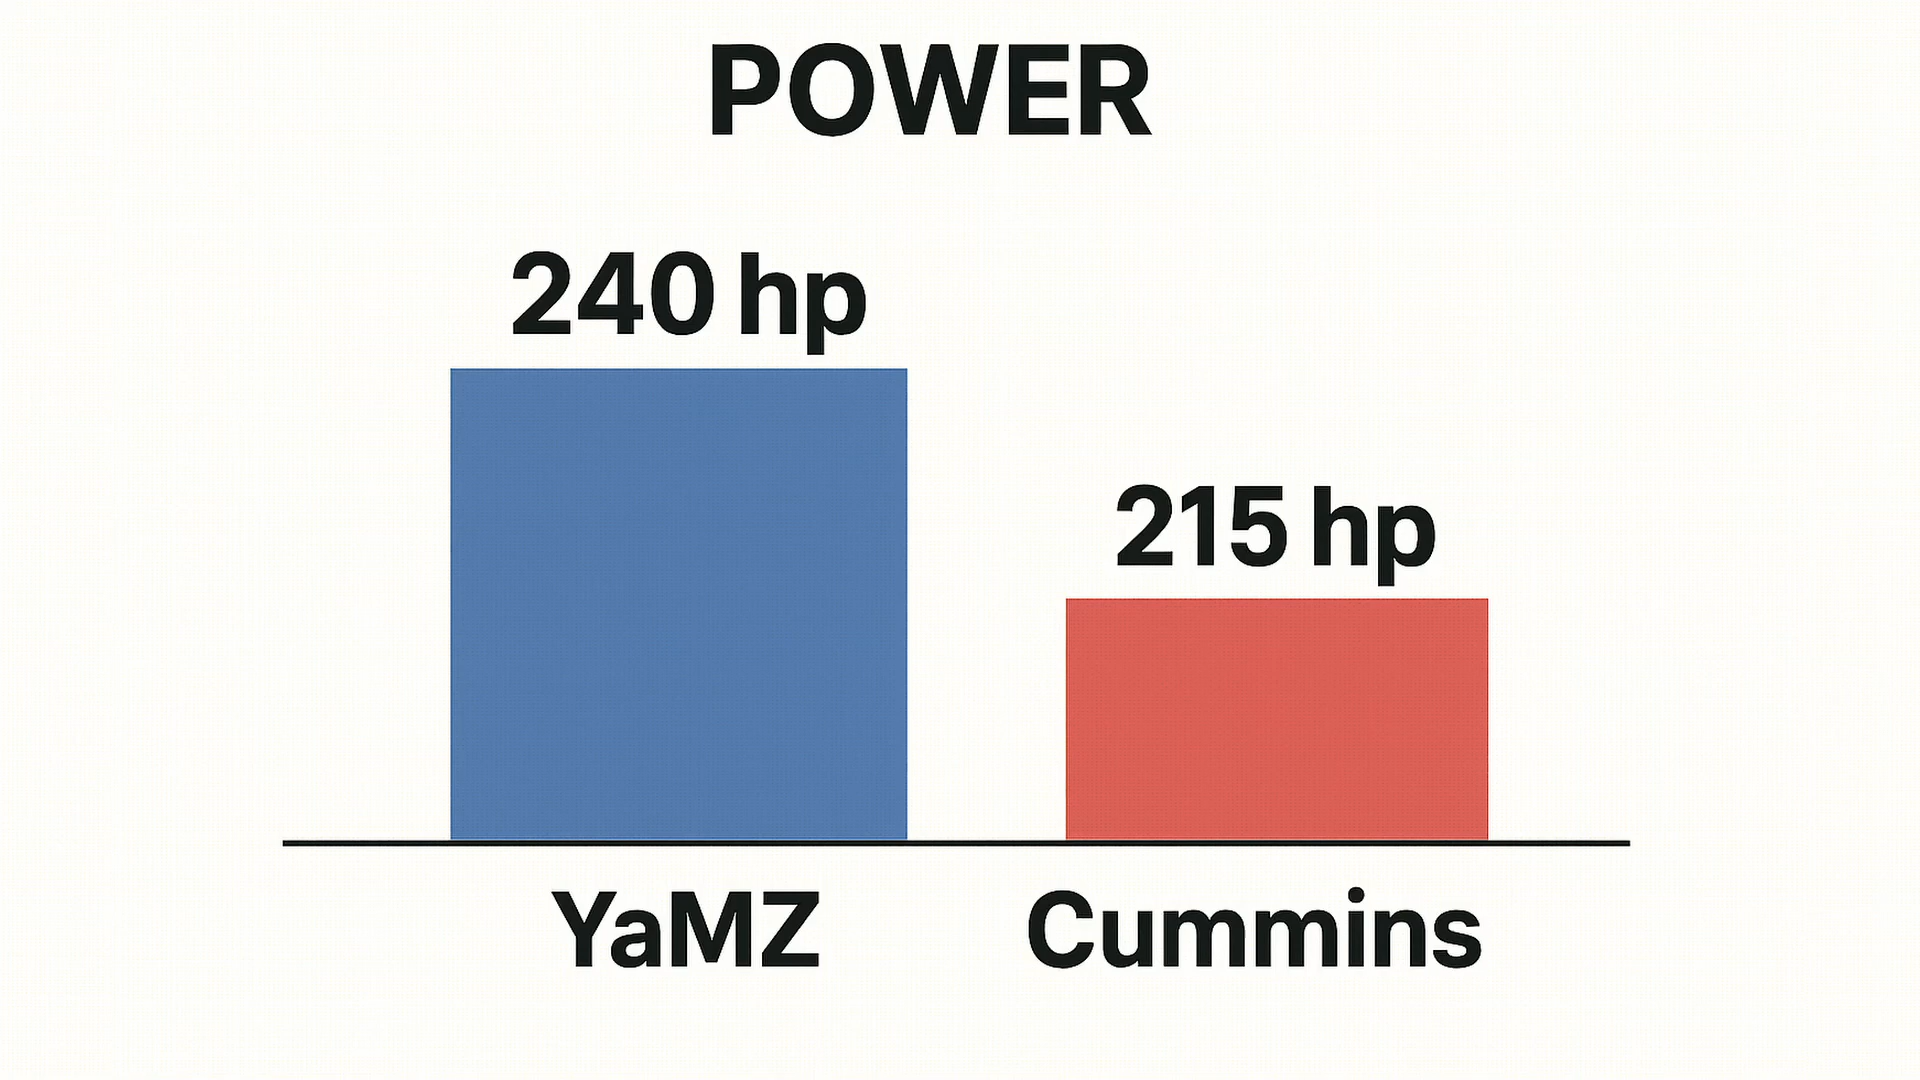 POWER
240 hp
215 hp
YaMZ
Cummins